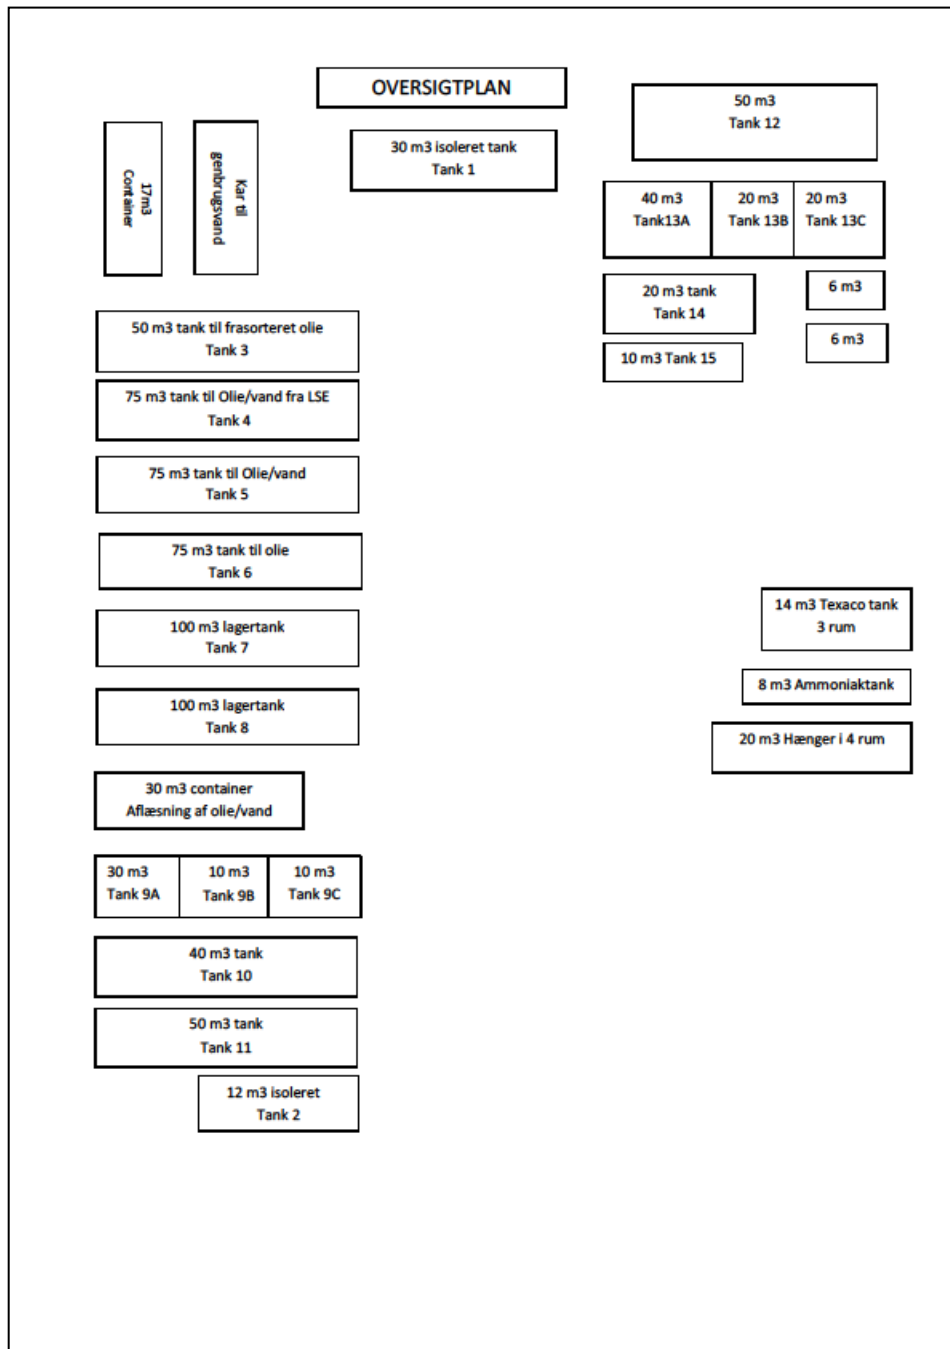 OVERSIGTPLAN
17m3
Container
Kar til
genbrugsvand
30 m3 isoleret tank
Tank 1
50 m3
Tank 12
40 m3
Tank13A
20 m3
Tank 13B
20 m3
Tank 13C
20 m3 tank
Tank 14
6 m3
6 m3
10 m3 Tank 15
50 m3 tank til frasorteret olie
Tank 3
75 m3 tank til Olie/vand fra LSE
Tank 4
75 m3 tank til Olie/vand
Tank 5
75 m3 tank til olie
Tank 6
100 m3 lagertank
Tank 7
100 m3 lagertank
Tank 8
14 m3 Texaco tank
3 rum
8 m3 Ammoniaktank
20 m3 Hænger i 4 rum
30 m3 container
Aflæsning af olie/vand
30 m3
Tank 9A
10 m3
Tank 9B
10 m3
Tank 9C
40 m3 tank
Tank 10
50 m3 tank
Tank 11
12 m3 isoleret
Tank 2